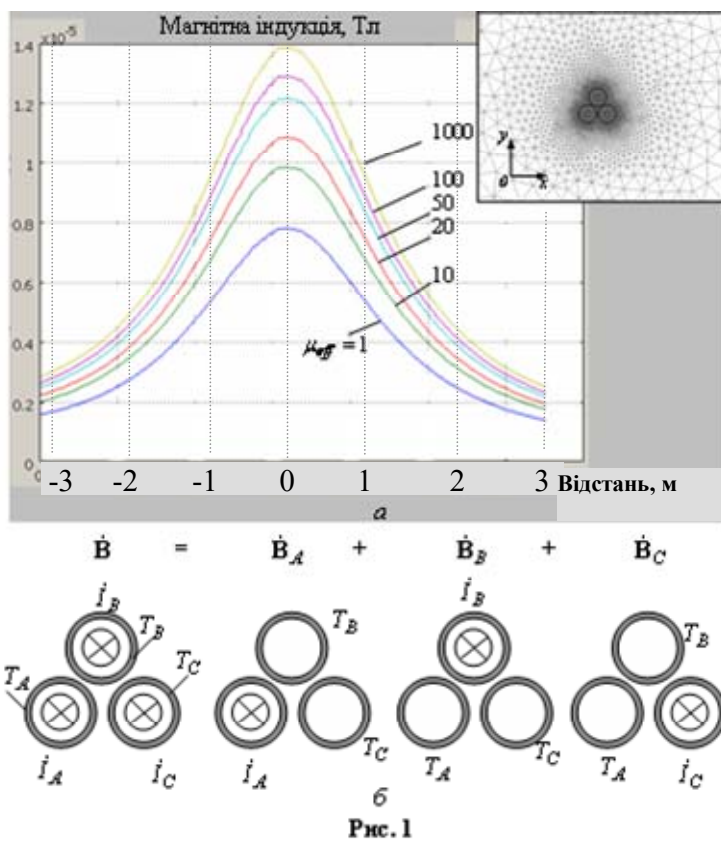 ×10⁻⁵ Магнітна індукція, Тл
1.4
1.2
1
0.8
0.6
0.4
0.2
0
y
0 x
1000
100
50
20
10
μeff = 1
-3 -2 -1 0 1 2 3 Відстань, м
а
Ḃ = Ḃ_A + Ḃ_B + Ḃ_C
İ_B İ_B
T_B T_B T_B
T_A T_C
T_C T_A T_C T_A
İ_A İ_C İ_A İ_C
б
Рис. 1